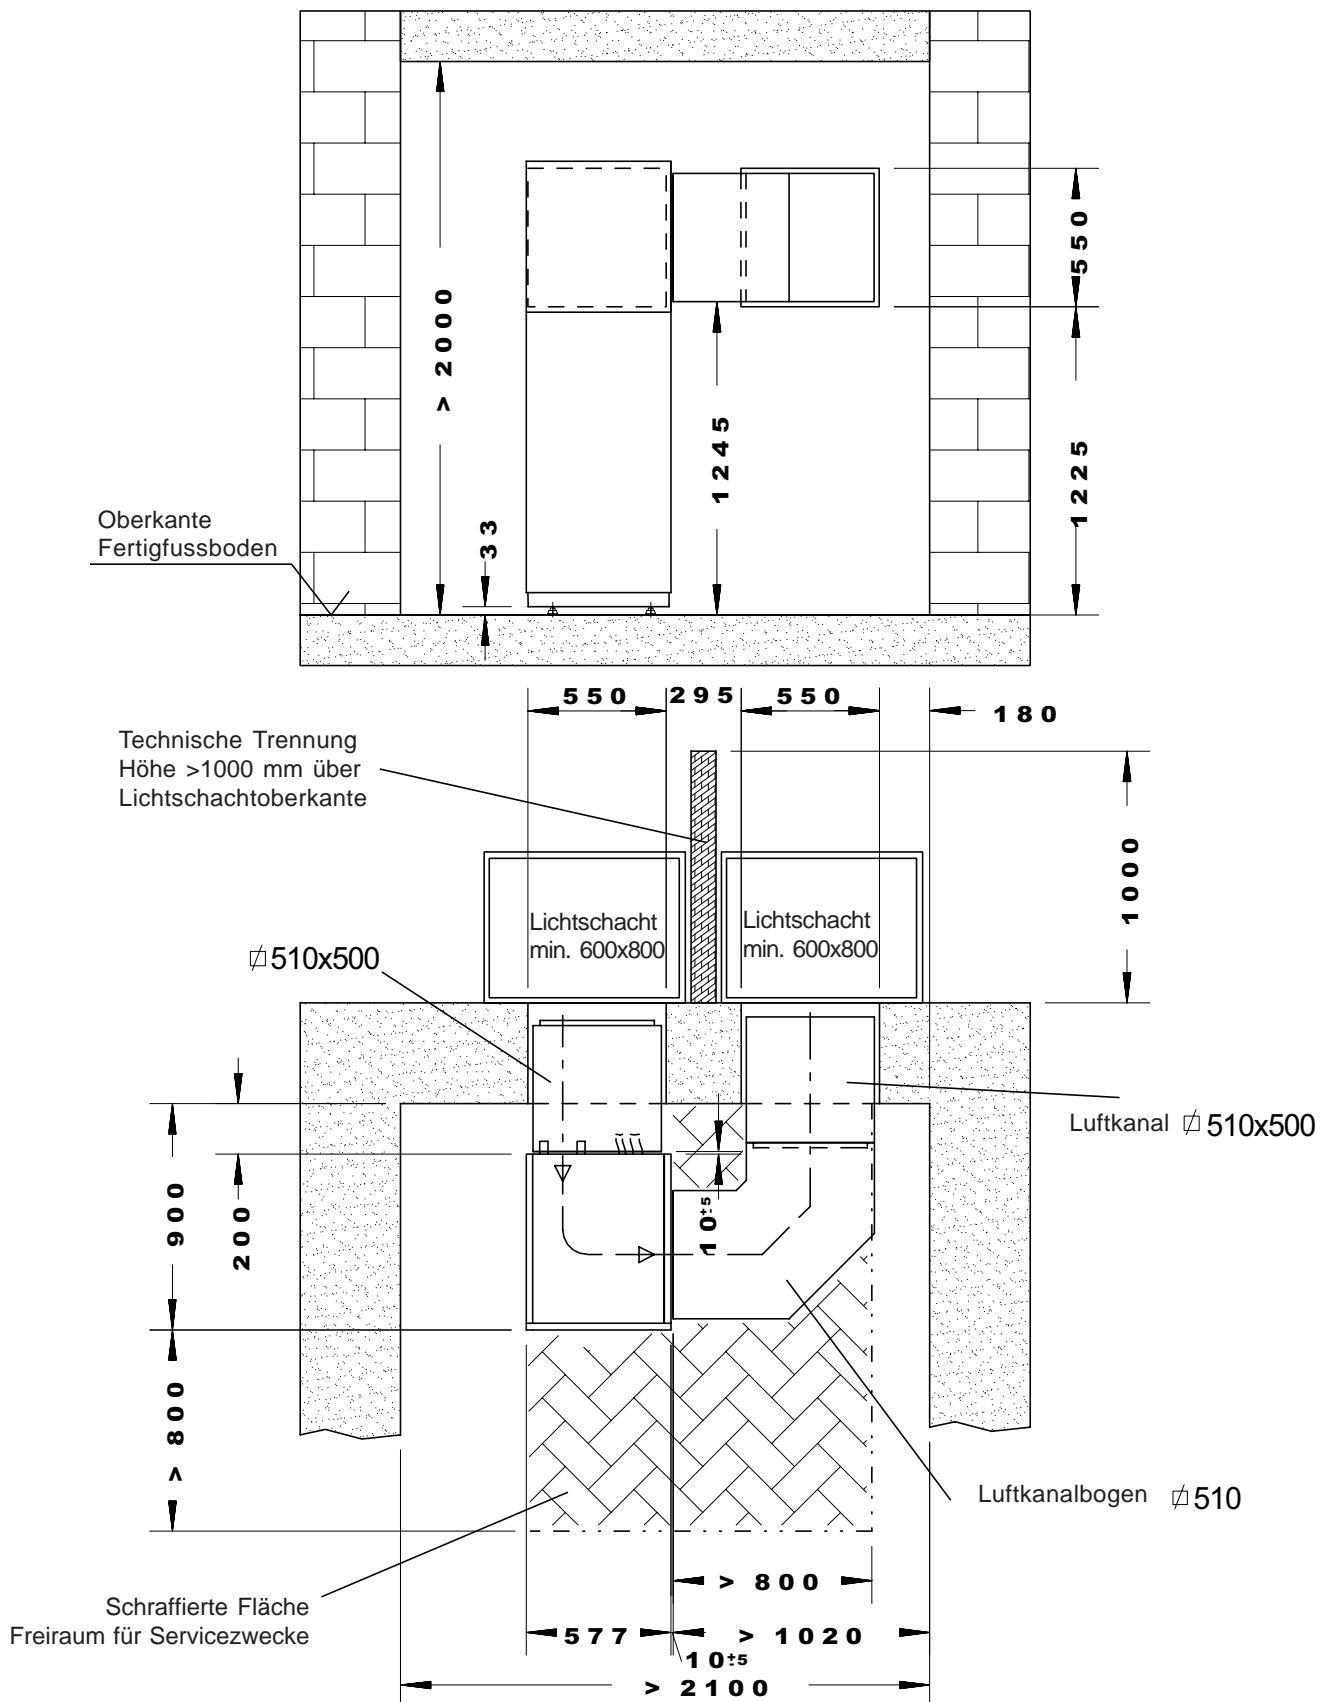 > 2000
550
1245
1225
33
Oberkante
Fertigfussboden
550
295
550
180
Technische Trennung
Höhe >1000 mm über
Lichtschachtoberkante
1000
Lichtschacht
min. 600x800
Lichtschacht
min. 600x800
510x500
Luftkanal 510x500
900
200
10±5
> 800
Luftkanalbogen 510
> 800
Schraffierte Fläche
Freiraum für Servicezwecke
577
> 1020
10±5
> 2100